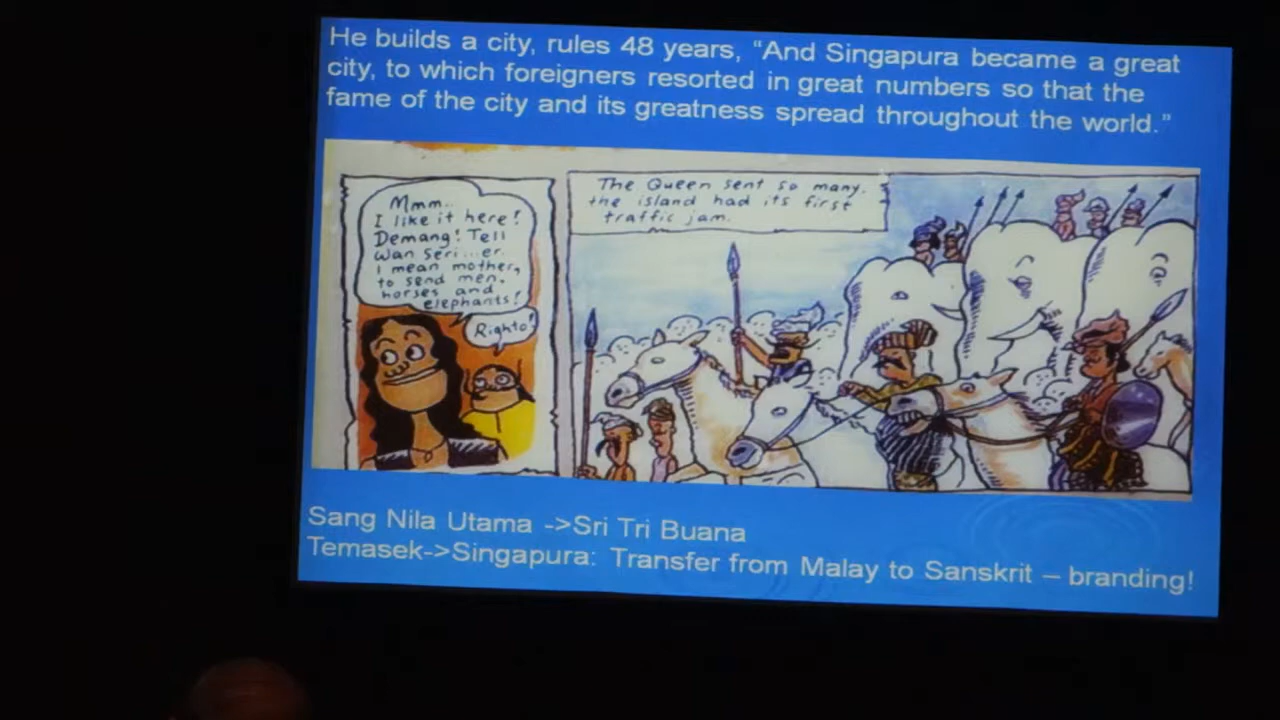 He builds a city, rules 48 years, “And Singapura became a great
city, to which foreigners resorted in great numbers so that the
fame of the city and its greatness spread throughout the world.”
Mmm..
I like it here!
Demang! Tell
Wan Seri...er.
I mean mother,
to send men.
horses and
elephants!
Righto!
The Queen sent so many.
the island had its first
traffic jam.
Sang Nila Utama ->Sri Tri Buana
Temasek->Singapura: Transfer from Malay to Sanskrit – branding!